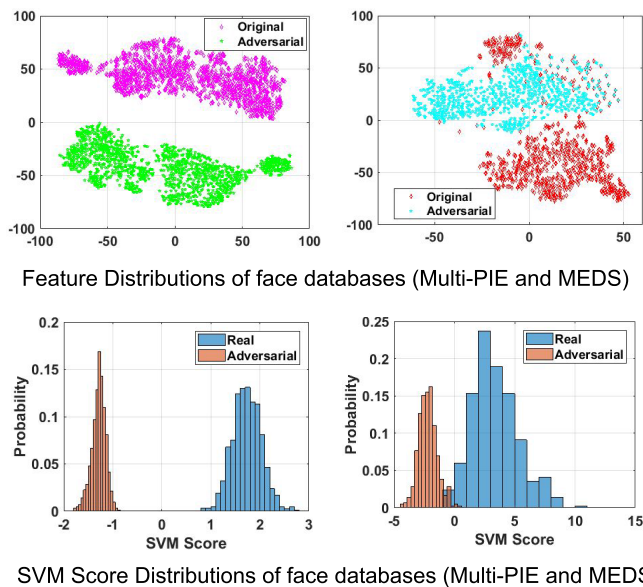 100
50
0
-50
-100
-100
-50
0
50
100
Original
Adversarial
100
50
0
-50
-100
-50
0
50
Original
Adversarial
Feature Distributions of face databases (Multi-PIE and MEDS)
0.2
0.15
0.1
0.05
0
-2
-1
0
1
2
3
Probability
SVM Score
Real
Adversarial
0.25
0.2
0.15
0.1
0.05
0
-5
0
5
10
15
Probability
SVM Score
Real
Adversarial
SVM Score Distributions of face databases (Multi-PIE and MEDS